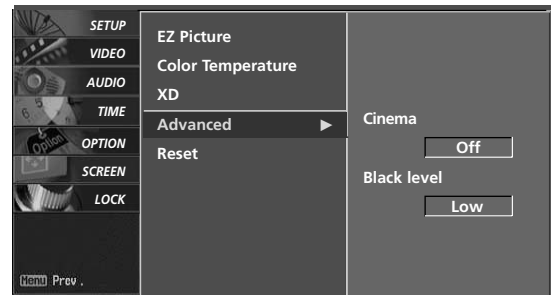 SETUP
VIDEO
AUDIO
TIME
OPTION
SCREEN
LOCK
Menu Prev.
EZ Picture
Color Temperature
XD
Advanced ▶
Reset
Cinema
Off
Black level
Low